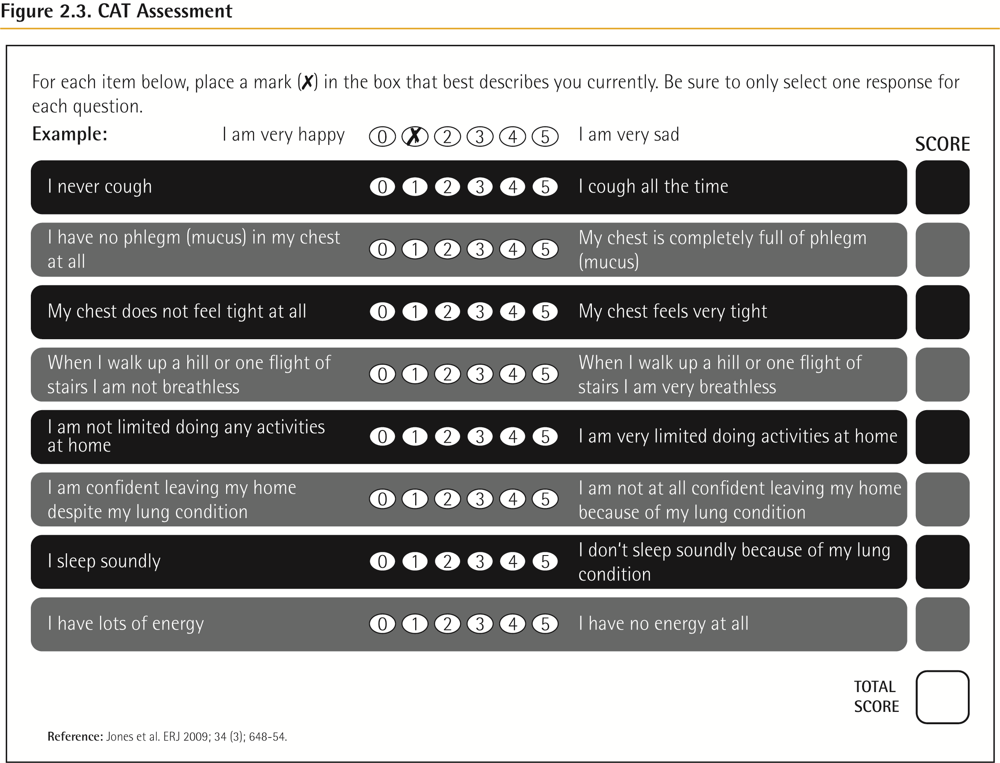 Figure 2.3. CAT Assessment
For each item below, place a mark (✗) in the box that best describes you currently. Be sure to only select one response for
each question.
Example: I am very happy 0 1 2 3 4 5 I am very sad
SCORE
I never cough 0 1 2 3 4 5 I cough all the time
I have no phlegm (mucus) in my chest
at all
0 1 2 3 4 5
My chest is completely full of phlegm
(mucus)
My chest does not feel tight at all 0 1 2 3 4 5 My chest feels very tight
When I walk up a hill or one flight of
stairs I am not breathless
0 1 2 3 4 5
When I walk up a hill or one flight of
stairs I am very breathless
I am not limited doing any activities
at home
0 1 2 3 4 5
I am very limited doing activities at home
I am confident leaving my home
despite my lung condition
0 1 2 3 4 5
I am not at all confident leaving my home
because of my lung condition
I sleep soundly
0 1 2 3 4 5
I don't sleep soundly because of my lung
condition
I have lots of energy 0 1 2 3 4 5 I have no energy at all
TOTAL
SCORE
Reference: Jones et al. ERJ 2009; 34 (3); 648-54.